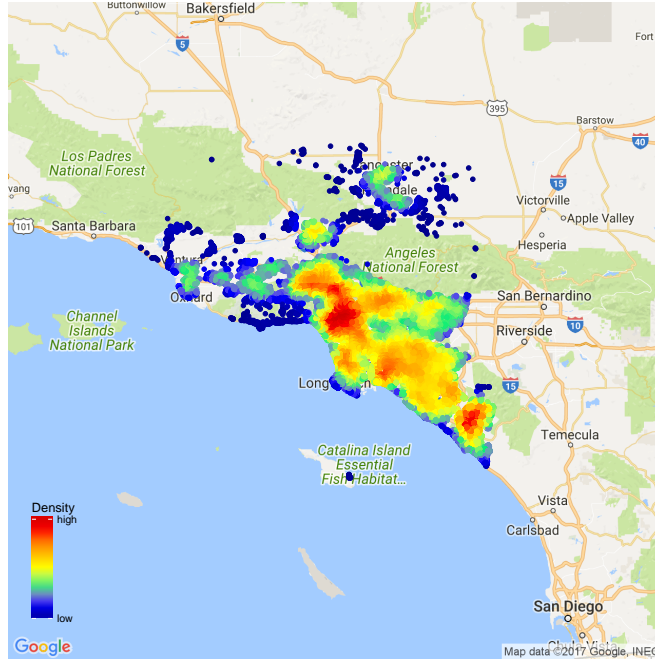 Buttonwillow
Bakersfield
5
Fort
395
Barstow
40
Los Padres
National Forest
15
Victorville
Apple Valley
Hesperia
101
Santa Barbara
Angeles
National Forest
San Bernardino
10
Riverside
Channel
Islands
National Park
15
Catalina Island
Essential
Fish Habitat...
Temecula
Vista
Carlsbad
Density
high
low
San Diego
Google
Map data ©2017 Google, INEG